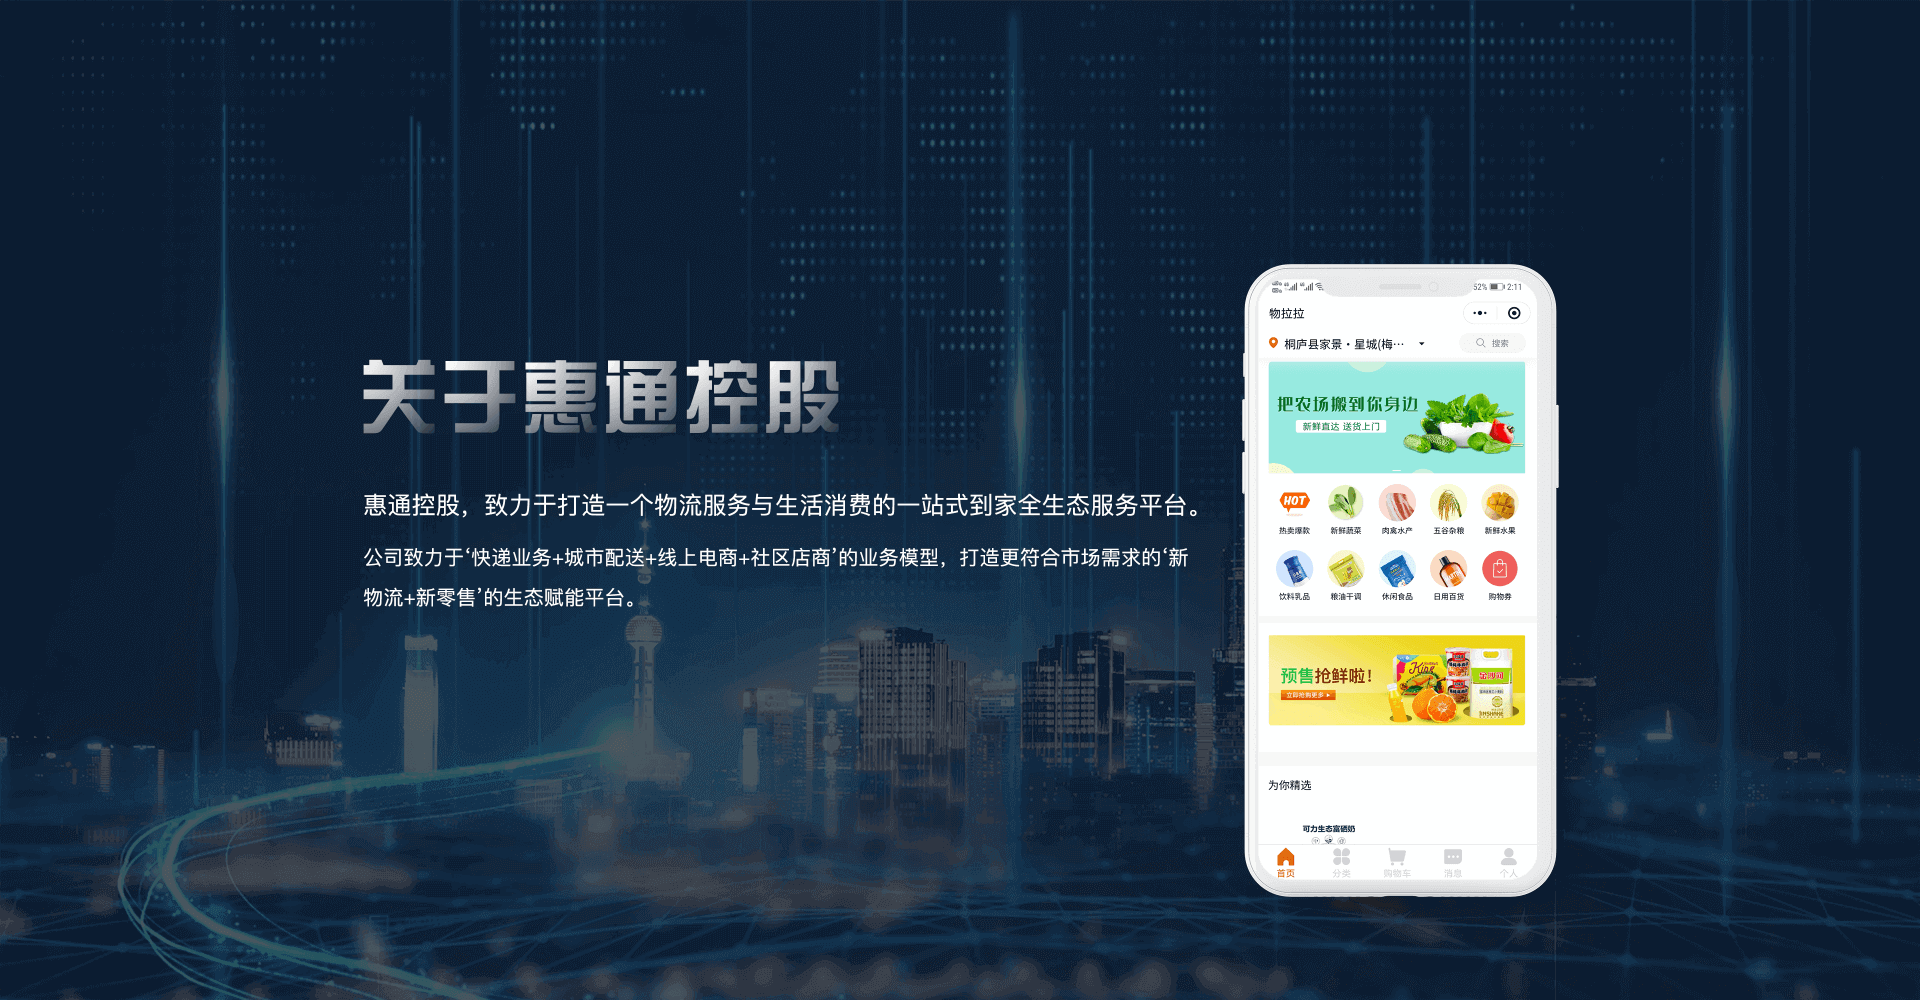 关于惠通控股
惠通控股，致力于打造一个物流服务与生活消费的一站式到家全生态服务平台。
公司致力于‘快递业务+城市配送+线上电商+社区店商’的业务模型，打造更符合市场需求的‘新
物流+新零售’的生态赋能平台。
52% 2:11
物拉拉
桐庐县家景·星城(梅…
搜索
把农场搬到你身边
新鲜直达 送货上门
HOT
热卖爆款 新鲜蔬菜 肉禽水产 五谷杂粮 新鲜水果
饮料乳品 粮油干调 休闲食品 日用百货 购物券
预售抢鲜啦！
立即抢购更多
King
SUNSHINE
为你精选
可力生态富硒奶
首页 分类 购物车 消息 个人